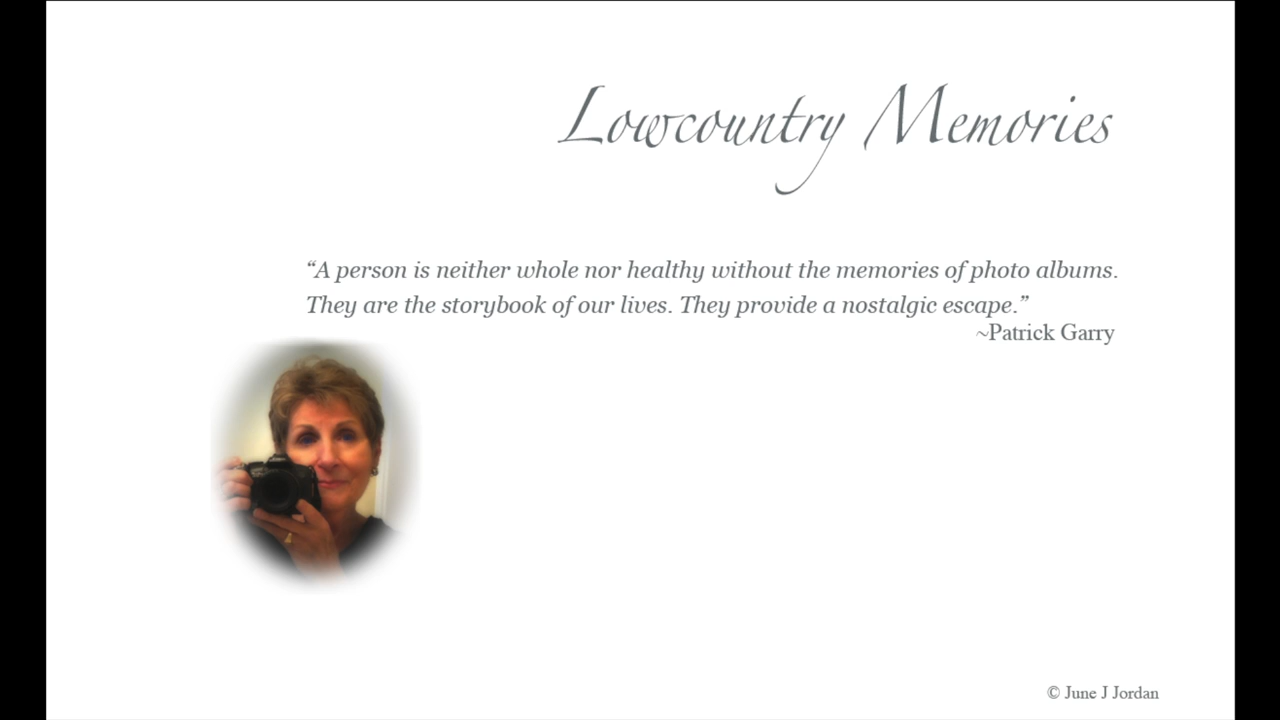 Lowcountry Memories
“A person is neither whole nor healthy without the memories of photo albums.
They are the storybook of our lives. They provide a nostalgic escape.”
~Patrick Garry
© June J Jordan